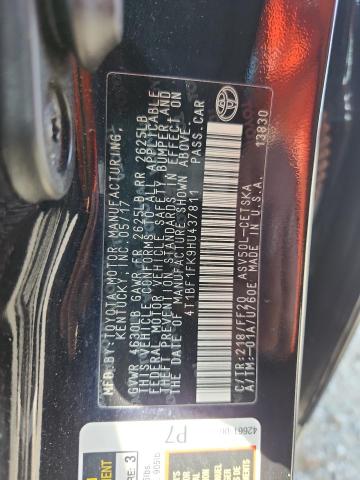 MFD. BY: TOYOTA MOTOR MANUFACTURING,
KENTUCKY, INC. 05/17
GVWR 4630LB GAWR FR 2625LB RR 2625LB
THIS VEHICLE CONFORMS TO ALL APPLICABLE
FEDERAL MOTOR VEHICLE SAFETY, BUMPER, AND
THEFT PREVENTION STANDARDS IN EFFECT ON
THE DATE OF MANUFACTURE SHOWN ABOVE.
4T1BF1FK9HU437811 PASS. CAR
C/TR: 218/FE20 ASV50L-CETSKA
A/TM: -01A/U760E MADE IN U.S.A.
13830
P7